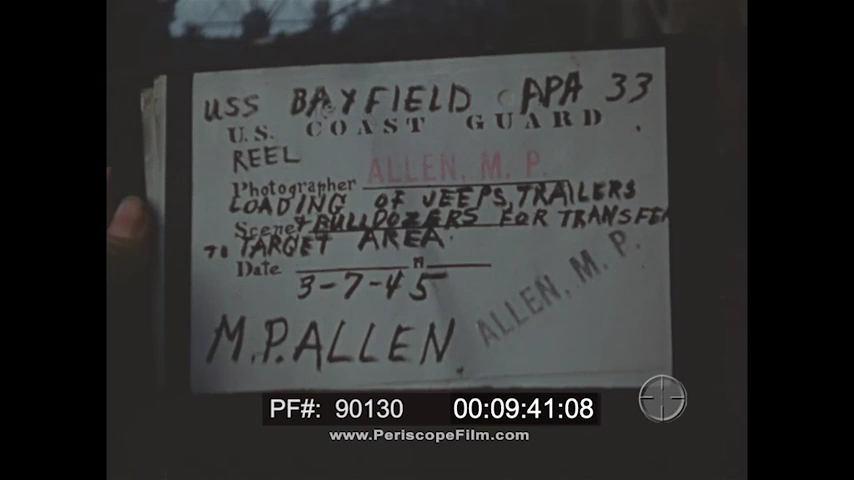 USS BAYFIELD APA 33
U.S. COAST GUARD
REEL
ALLEN, M. P.
Photographer
LOADING OF JEEPS, TRAILERS
Scene & BULLDOZERS FOR TRANSFER
TO TARGET AREA.
Date
3-7-45
ALLEN, M. P.
M.P. ALLEN
PF#: 90130 00:09:41:08
www.PeriscopeFilm.com